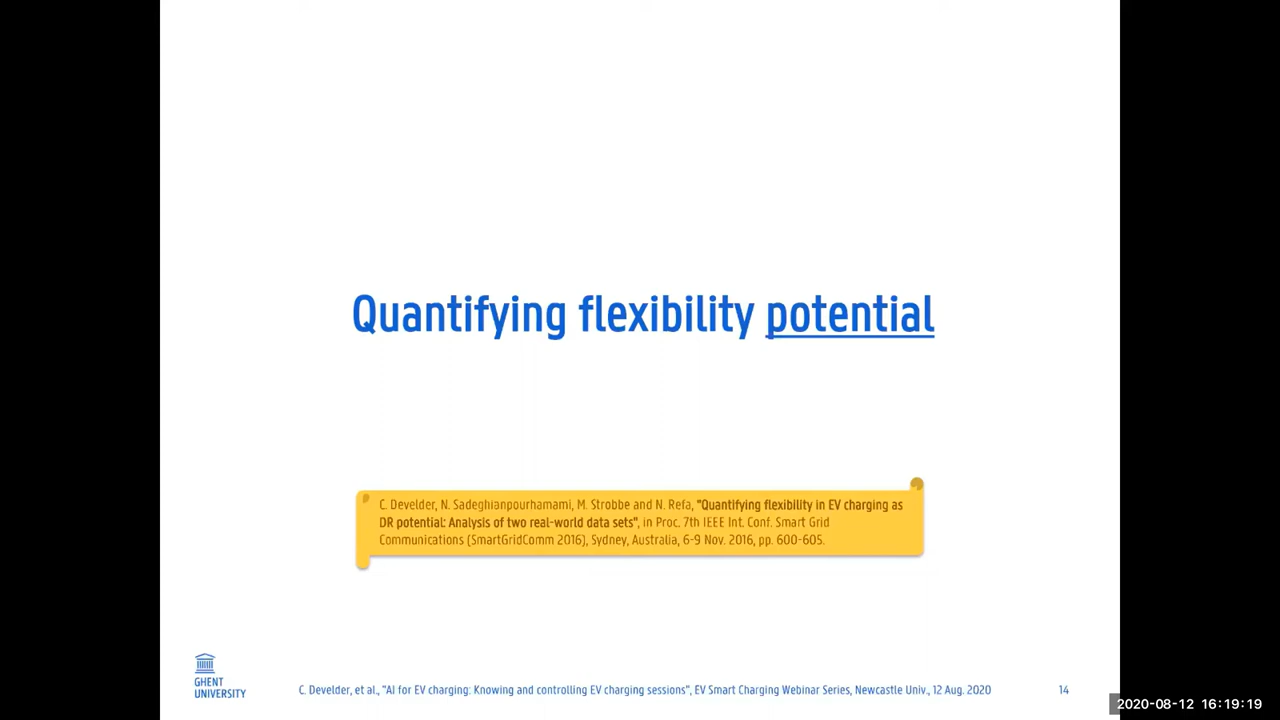 Quantifying flexibility potential
C. Develder, N. Sadeghianpourhamami, M. Strobbe and N. Refa, "Quantifying flexibility in EV charging as
DR potential: Analysis of two real-world data sets", in Proc. 7th IEEE Int. Conf. Smart Grid
Communications (SmartGridComm 2016), Sydney, Australia, 6-9 Nov. 2016, pp. 600-605.
GHENT
UNIVERSITY
C. Develder, et al., "AI for EV charging: Knowing and controlling EV charging sessions", EV Smart Charging Webinar Series, Newcastle Univ., 12 Aug. 2020
14
2020-08-12 16:19:19